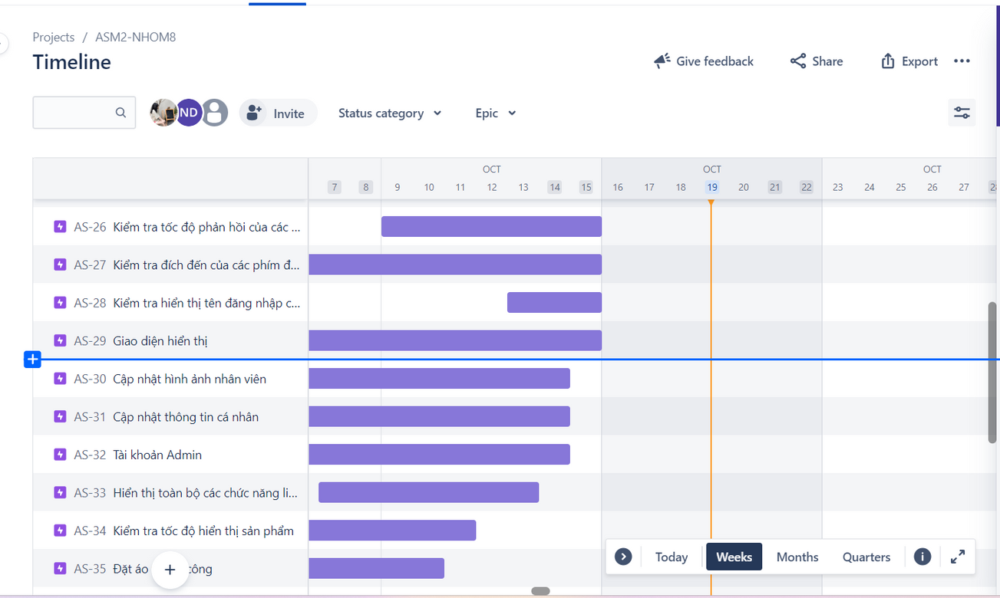 Projects / ASM2-NHOM8
Timeline
Give feedback
Share
Export
ND
Invite
Status category
Epic
OCT
OCT
OCT
7 8 9 10 11 12 13 14 15 16 17 18 19 20 21 22 23 24 25 26 27 28
AS-26 Kiểm tra tốc độ phản hồi của các ...
AS-27 Kiểm tra đích đến của các phím đ...
AS-28 Kiểm tra hiển thị tên đăng nhập c...
AS-29 Giao diện hiển thị
AS-30 Cập nhật hình ảnh nhân viên
AS-31 Cập nhật thông tin cá nhân
AS-32 Tài khoản Admin
AS-33 Hiển thị toàn bộ các chức năng li...
AS-34 Kiểm tra tốc độ hiển thị sản phẩm
AS-35 Đặt áo công
Today
Weeks
Months
Quarters